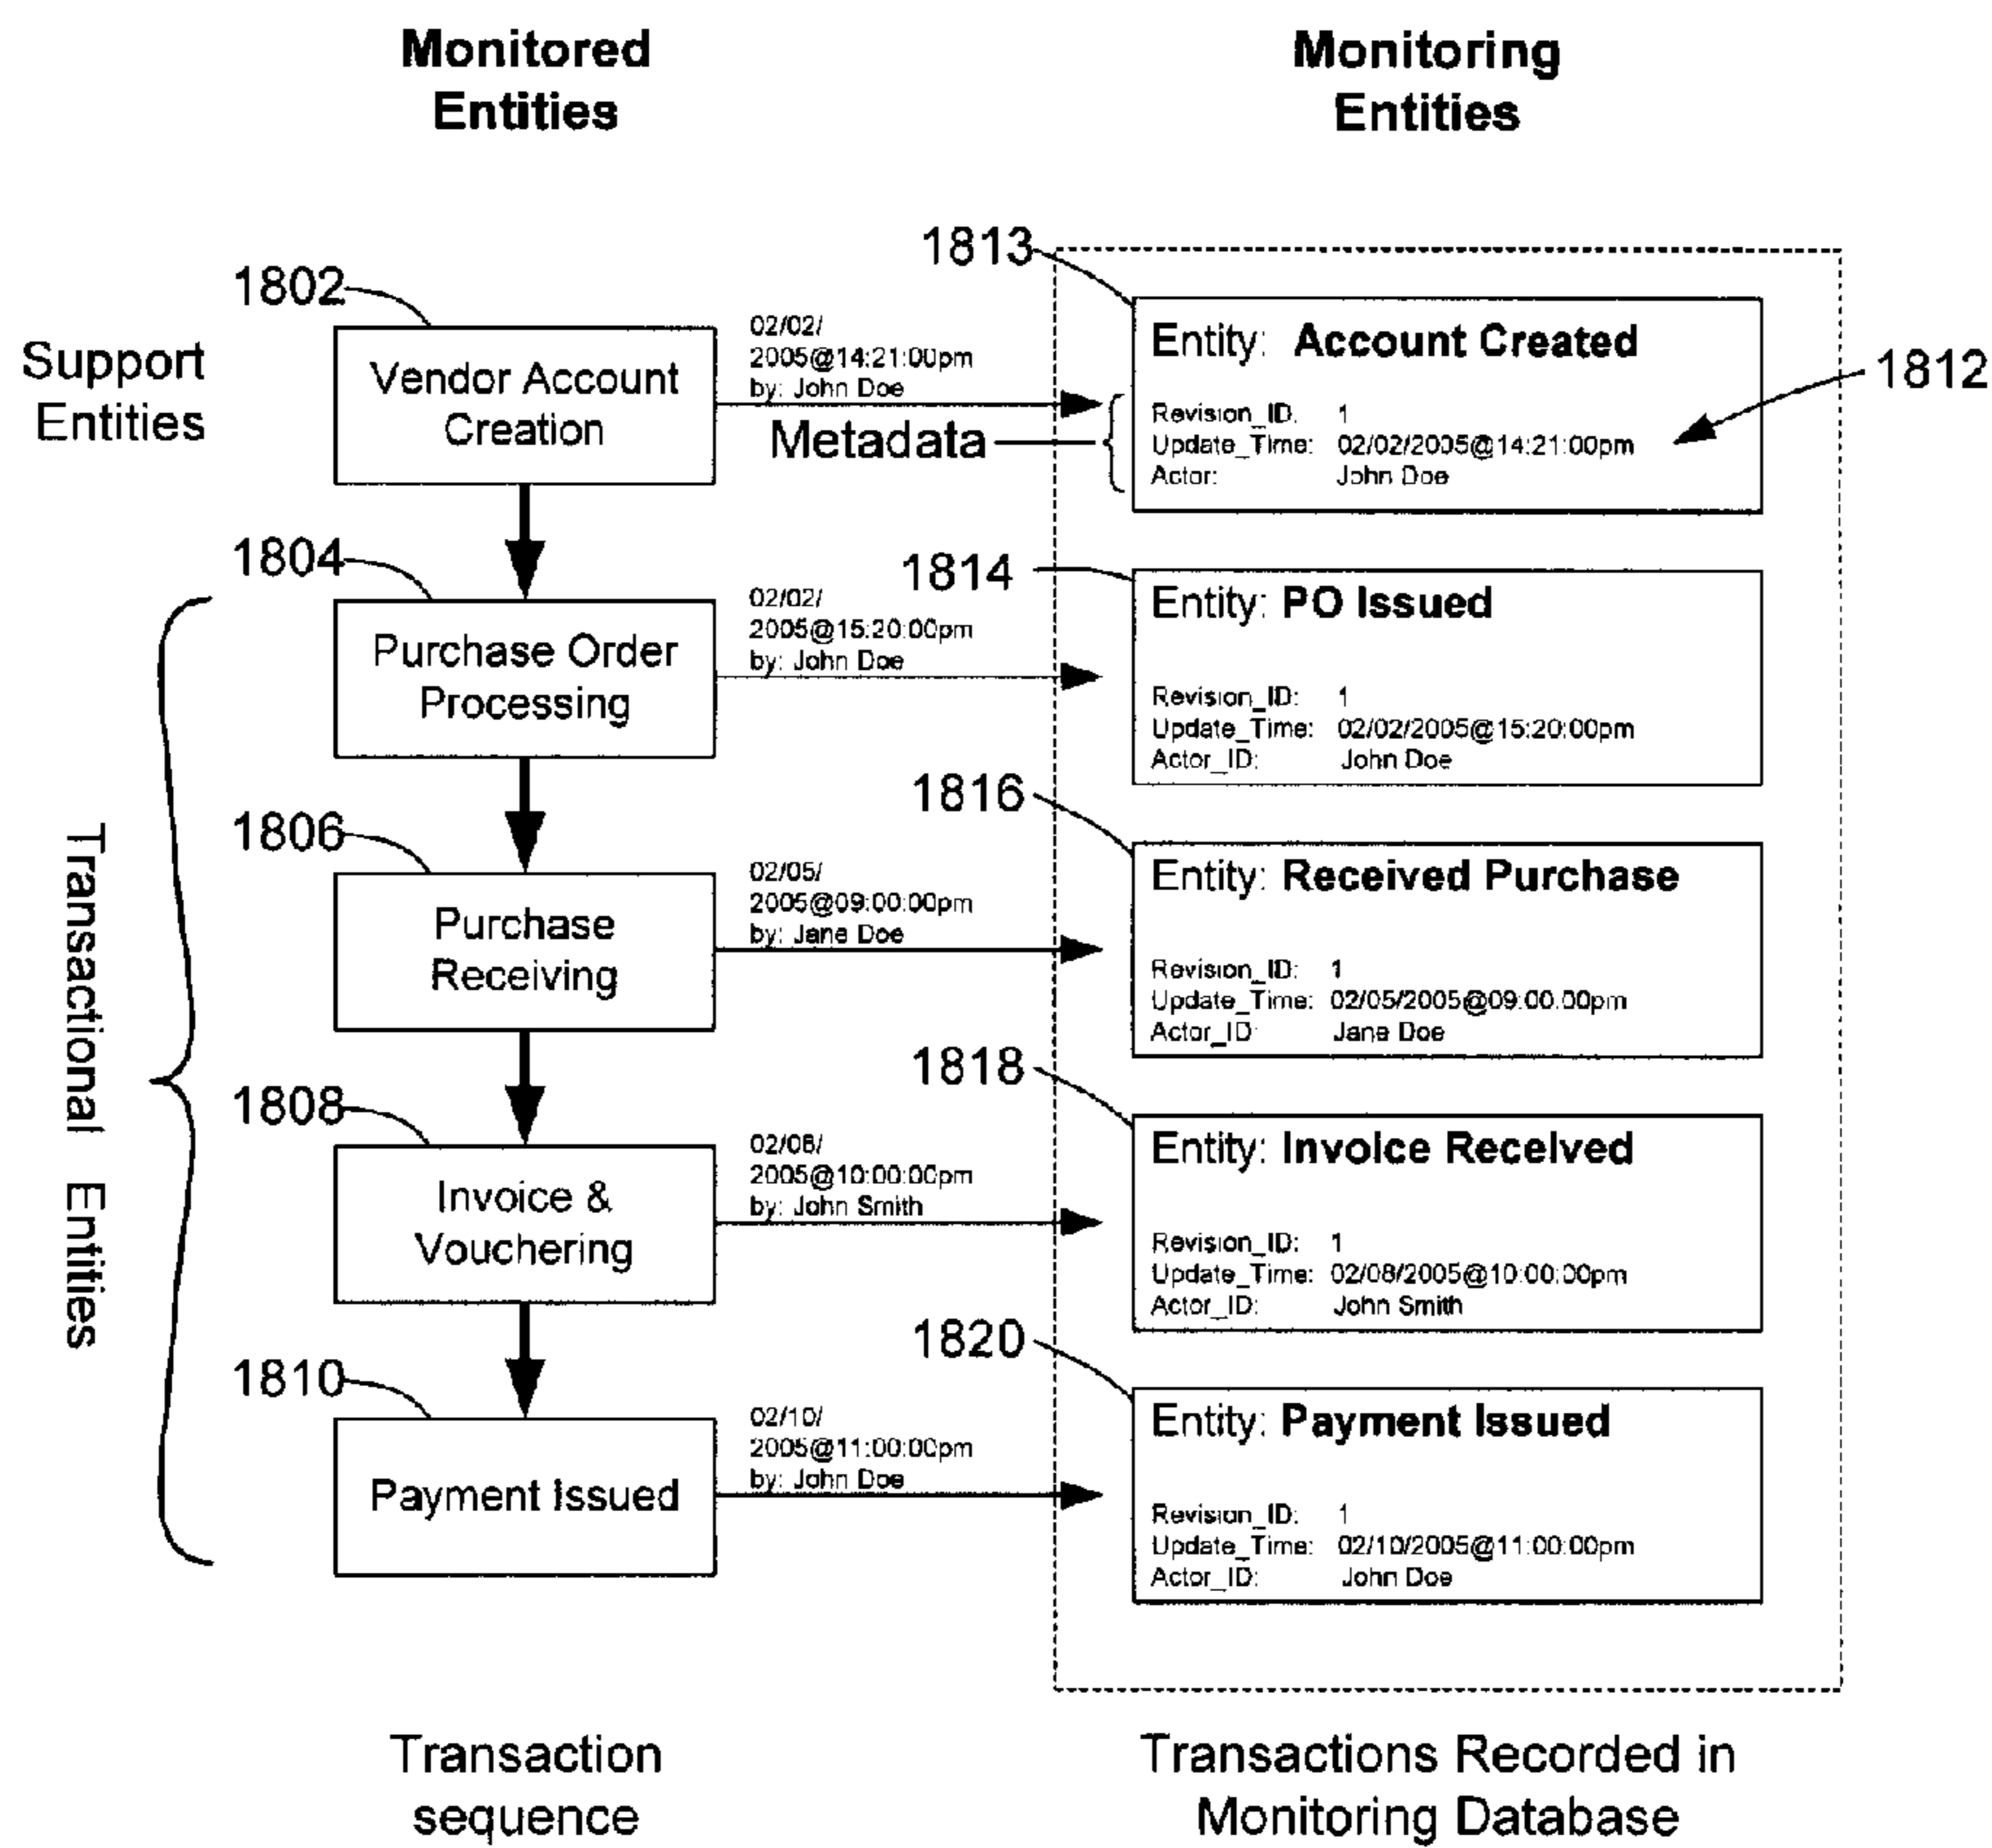 Monitored
Entities
Monitoring
Entities
1813
1802
Support
Entities
Vendor Account
Creation
02/02/
2005@14:21:00pm
by: John Doe
Metadata
Entity: Account Created
Revision_ID: 1
Update_Time: 02/02/2005@14:21:00pm
Actor: John Doe
1812
1804
Purchase Order
Processing
02/02/
2005@15:20:00pm
by: John Doe
1814
Entity: PO Issued
Revision_ID: 1
Update_Time: 02/02/2005@15:20:00pm
Actor_ID: John Doe
Transactional Entities
1806
Purchase
Receiving
02/05/
2005@09:00:00pm
by: Jane Doe
1816
Entity: Received Purchase
Revision_ID: 1
Update_Time: 02/05/2005@09:00:00pm
Actor_ID: Jane Doe
1808
Invoice &
Vouchering
02/08/
2005@10:00:00pm
by: John Smith
1818
Entity: Invoice Received
Revision_ID: 1
Update_Time: 02/08/2005@10:00:00pm
Actor_ID: John Smith
1810
Payment Issued
02/10/
2005@11:00:00pm
by: John Doe
1820
Entity: Payment Issued
Revision_ID: 1
Update_Time: 02/10/2005@11:00:00pm
Actor_ID: John Doe
Transaction
sequence
Transactions Recorded in
Monitoring Database